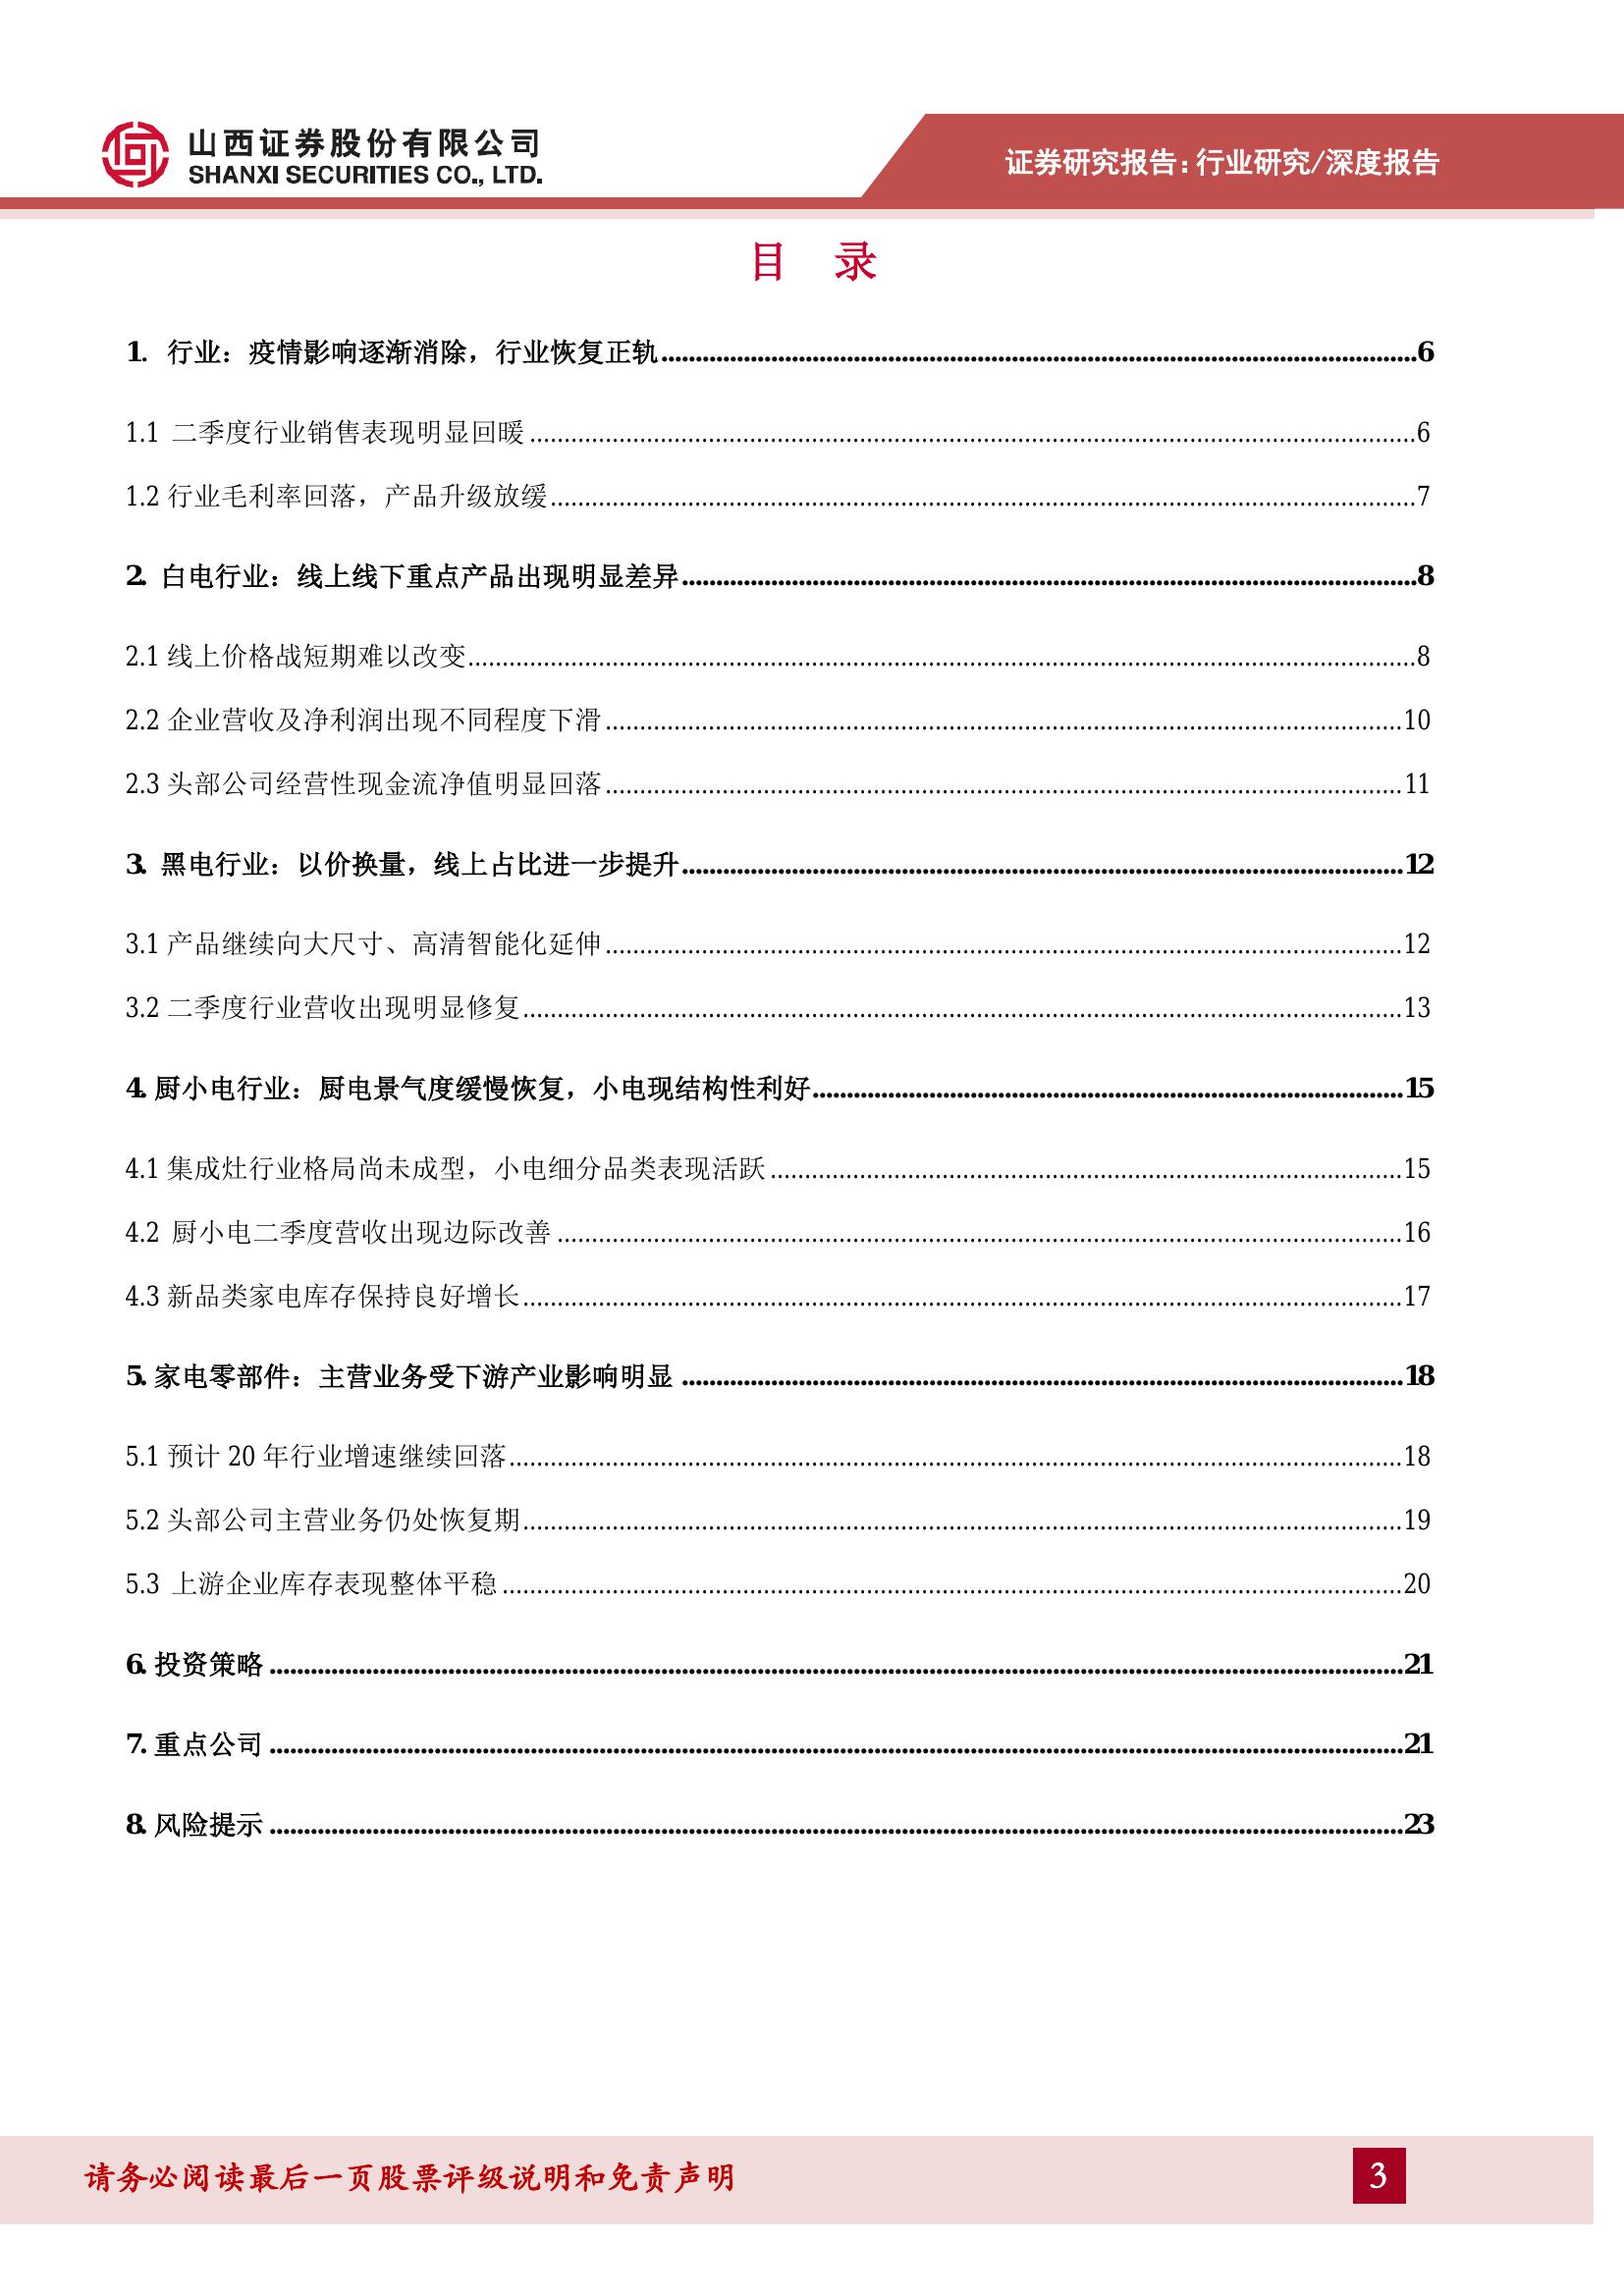 山西证券股份有限公司
SHANXI SECURITIES CO., LTD.
证券研究报告：行业研究/深度报告
目 录
1. 行业：疫情影响逐渐消除，行业恢复正轨........................................6
1.1 二季度行业销售表现明显回暖........................................6
1.2 行业毛利率回落，产品升级放缓........................................7
2. 白电行业：线上线下重点产品出现明显差异........................................8
2.1 线上价格战短期难以改变........................................8
2.2 企业营收及净利润出现不同程度下滑........................................10
2.3 头部公司经营性现金流净值明显回落........................................11
3. 黑电行业：以价换量，线上占比进一步提升........................................12
3.1 产品继续向大尺寸、高清智能化延伸........................................12
3.2 二季度行业营收出现明显修复........................................13
4. 厨小电行业：厨电景气度缓慢恢复，小电现结构性利好........................................15
4.1 集成灶行业格局尚未成型，小电细分品类表现活跃........................................15
4.2 厨小电二季度营收出现边际改善........................................16
4.3 新品类家电库存保持良好增长........................................17
5. 家电零部件：主营业务受下游产业影响明显........................................18
5.1 预计 20 年行业增速继续回落........................................18
5.2 头部公司主营业务仍处恢复期........................................19
5.3 上游企业库存表现整体平稳........................................20
6. 投资策略........................................21
7. 重点公司........................................21
8. 风险提示........................................23
请务必阅读最后一页股票评级说明和免责声明
3